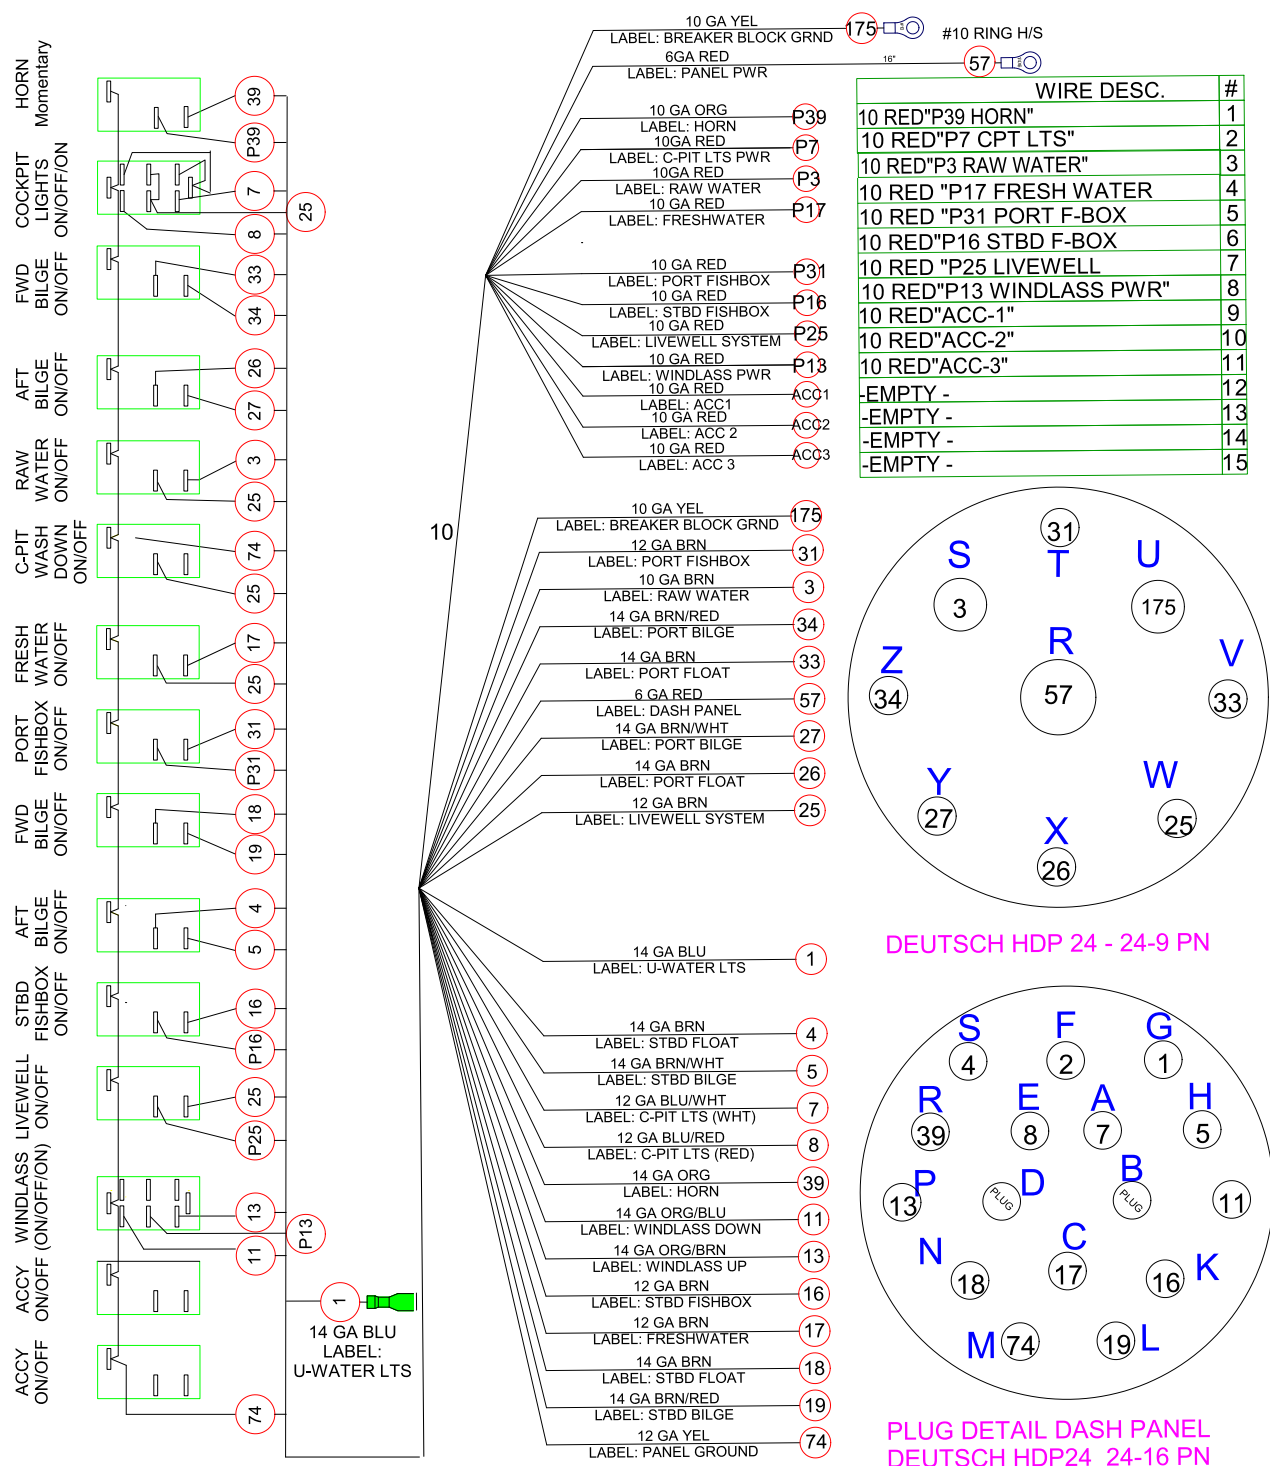 HORN
Momentary
COCKPIT
LIGHTS
ON/OFF/ON
FWD
BILGE
ON/OFF
AFT
BILGE
ON/OFF
RAW
WATER
ON/OFF
C-PIT
WASH
DOWN
ON/OFF
FRESH
WATER
ON/OFF
PORT
FISHBOX
ON/OFF
FWD
BILGE
ON/OFF
AFT
BILGE
ON/OFF
STBD
FISHBOX
ON/OFF
LIVEWELL
ON/OFF
WINDLASS
(ON/OFF/ON)
ACCY
ON/OFF
ACCY
ON/OFF
39
P39
7
25
8
33
34
26
27
3
25
74
25
17
25
31
P31
18
19
4
5
16
P16
25
P25
13
P13
11
74
1
14 GA BLU
LABEL:
U-WATER LTS
10
10 GA YEL
LABEL: BREAKER BLOCK GRND
175
#10 RING H/S
6GA RED
LABEL: PANEL PWR
16"
57
10 GA ORG
LABEL: HORN
P39
10GA RED
LABEL: C-PIT LTS PWR
P7
10GA RED
LABEL: RAW WATER
P3
10 GA RED
LABEL: FRESHWATER
P17
10 GA RED
LABEL: PORT FISHBOX
P31
10 GA RED
LABEL: STBD FISHBOX
P16
10 GA RED
LABEL: LIVEWELL SYSTEM
P25
10 GA RED
LABEL: WINDLASS PWR
P13
10 GA RED
LABEL: ACC1
ACC1
10 GA RED
LABEL: ACC 2
ACC2
10 GA RED
LABEL: ACC 3
ACC3
10 GA YEL
LABEL: BREAKER BLOCK GRND
175
12 GA BRN
LABEL: PORT FISHBOX
31
10 GA BRN
LABEL: RAW WATER
3
14 GA BRN/RED
LABEL: PORT BILGE
34
14 GA BRN
LABEL: PORT FLOAT
33
6 GA RED
LABEL: DASH PANEL
57
14 GA BRN/WHT
LABEL: PORT BILGE
27
14 GA BRN
LABEL: PORT FLOAT
26
12 GA BRN
LABEL: LIVEWELL SYSTEM
25
14 GA BLU
LABEL: U-WATER LTS
1
14 GA BRN
LABEL: STBD FLOAT
4
14 GA BRN/WHT
LABEL: STBD BILGE
5
12 GA BLU/WHT
LABEL: C-PIT LTS (WHT)
7
12 GA BLU/RED
LABEL: C-PIT LTS (RED)
8
14 GA ORG
LABEL: HORN
39
14 GA ORG/BLU
LABEL: WINDLASS DOWN
11
14 GA ORG/BRN
LABEL: WINDLASS UP
13
12 GA BRN
LABEL: STBD FISHBOX
16
12 GA BRN
LABEL: FRESHWATER
17
14 GA BRN
LABEL: STBD FLOAT
18
14 GA BRN/RED
LABEL: STBD BILGE
19
12 GA YEL
LABEL: PANEL GROUND
74
WIRE DESC. #
10 RED"P39 HORN" 1
10 RED"P7 CPT LTS" 2
10 RED"P3 RAW WATER" 3
10 RED "P17 FRESH WATER 4
10 RED "P31 PORT F-BOX 5
10 RED"P16 STBD F-BOX 6
10 RED "P25 LIVEWELL 7
10 RED"P13 WINDLASS PWR" 8
10 RED"ACC-1" 9
10 RED"ACC-2" 10
10 RED"ACC-3" 11
-EMPTY - 12
-EMPTY - 13
-EMPTY - 14
-EMPTY - 15
31
S T U
3 175
R
Z V
34 57 33
Y W
27 25
X
26
DEUTSCH HDP 24 - 24-9 PN
S F G
4 2 1
R E A H
39 8 7 5
P D B
13 PLUG PLUG 11
N C K
18 17 16
M 74 19 L
PLUG DETAIL DASH PANEL
DEUTSCH HDP24 24-16 PN